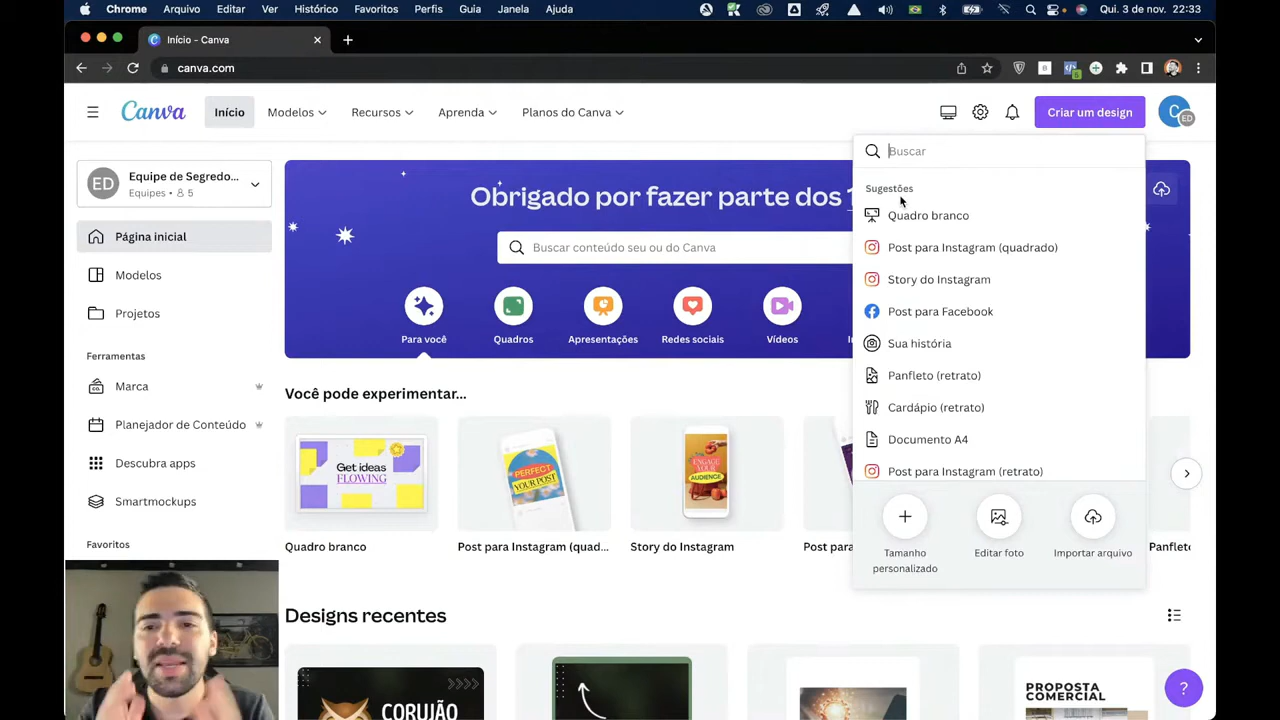 Chrome Arquivo Editar Ver Histórico Favoritos Perfis Guia Janela Ajuda Qui. 3 de nov. 22:33
Início - Canva
canva.com
Canva Início Modelos Recursos Aprenda Planos do Canva Criar um design C ED
Buscar
ED Equipe de Segredo...
Equipes • 5
Obrigado por fazer parte dos 1
Sugestões
Quadro branco
Página inicial
Buscar conteúdo seu ou do Canva
Post para Instagram (quadrado)
Modelos
Story do Instagram
Projetos
Post para Facebook
Para você Quadros Apresentações Redes sociais Vídeos
Sua história
Ferramentas
Panfleto (retrato)
Marca
Você pode experimentar...
Cardápio (retrato)
Planejador de Conteúdo
Documento A4
Descubra apps
Get ideas
FLOWING
PERFECT
YOUR POST
ENGAGE
YOUR
AUDIENCE
Post para Instagram (retrato)
Smartmockups
Favoritos
Quadro branco Post para Instagram (quad... Story do Instagram Post para Panfleto
Tamanho
personalizado
Editar foto
Importar arquivo
Designs recentes
CORUJÃO
PROPOSTA
COMERCIAL
?